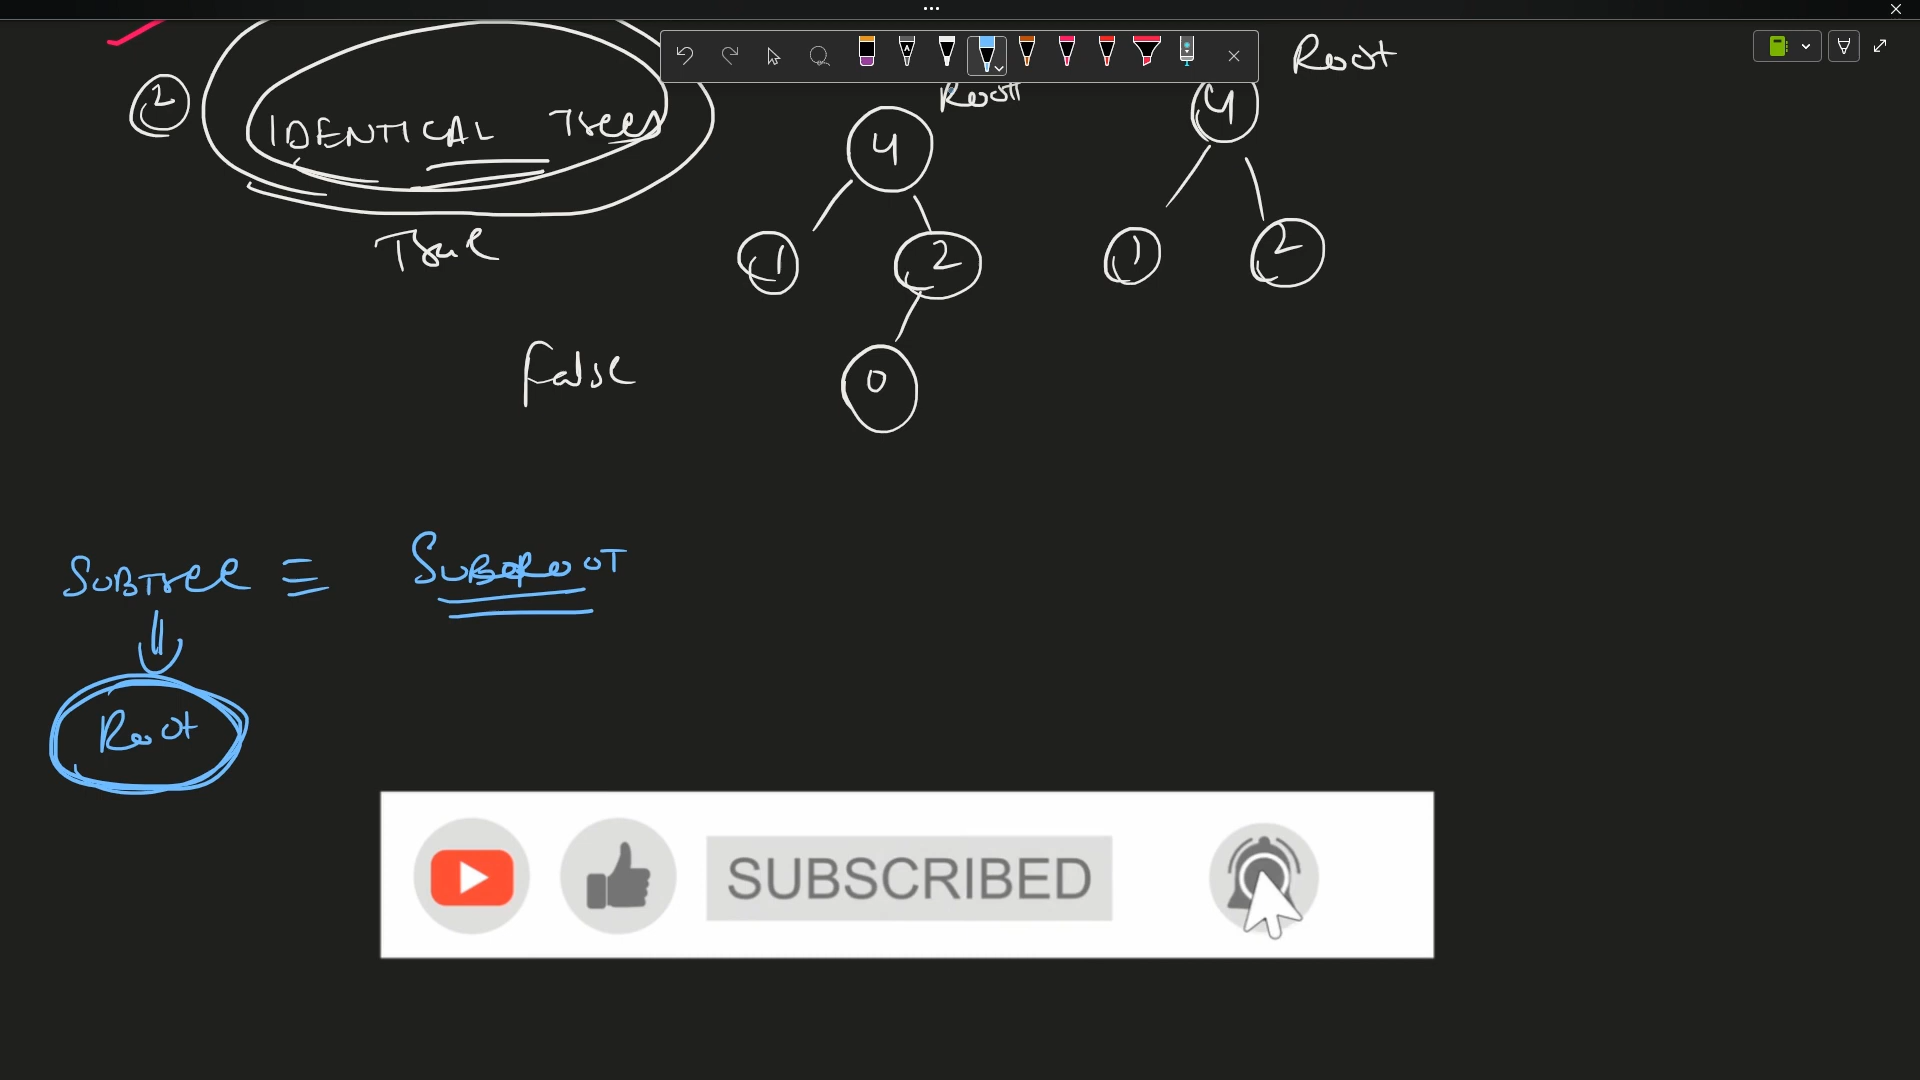 Root
② IDENTICAL Trees
Root
4
4
1
2
1
2
True
0
False
SUBTree ≡ SUBROOT
Root
SUBSCRIBED